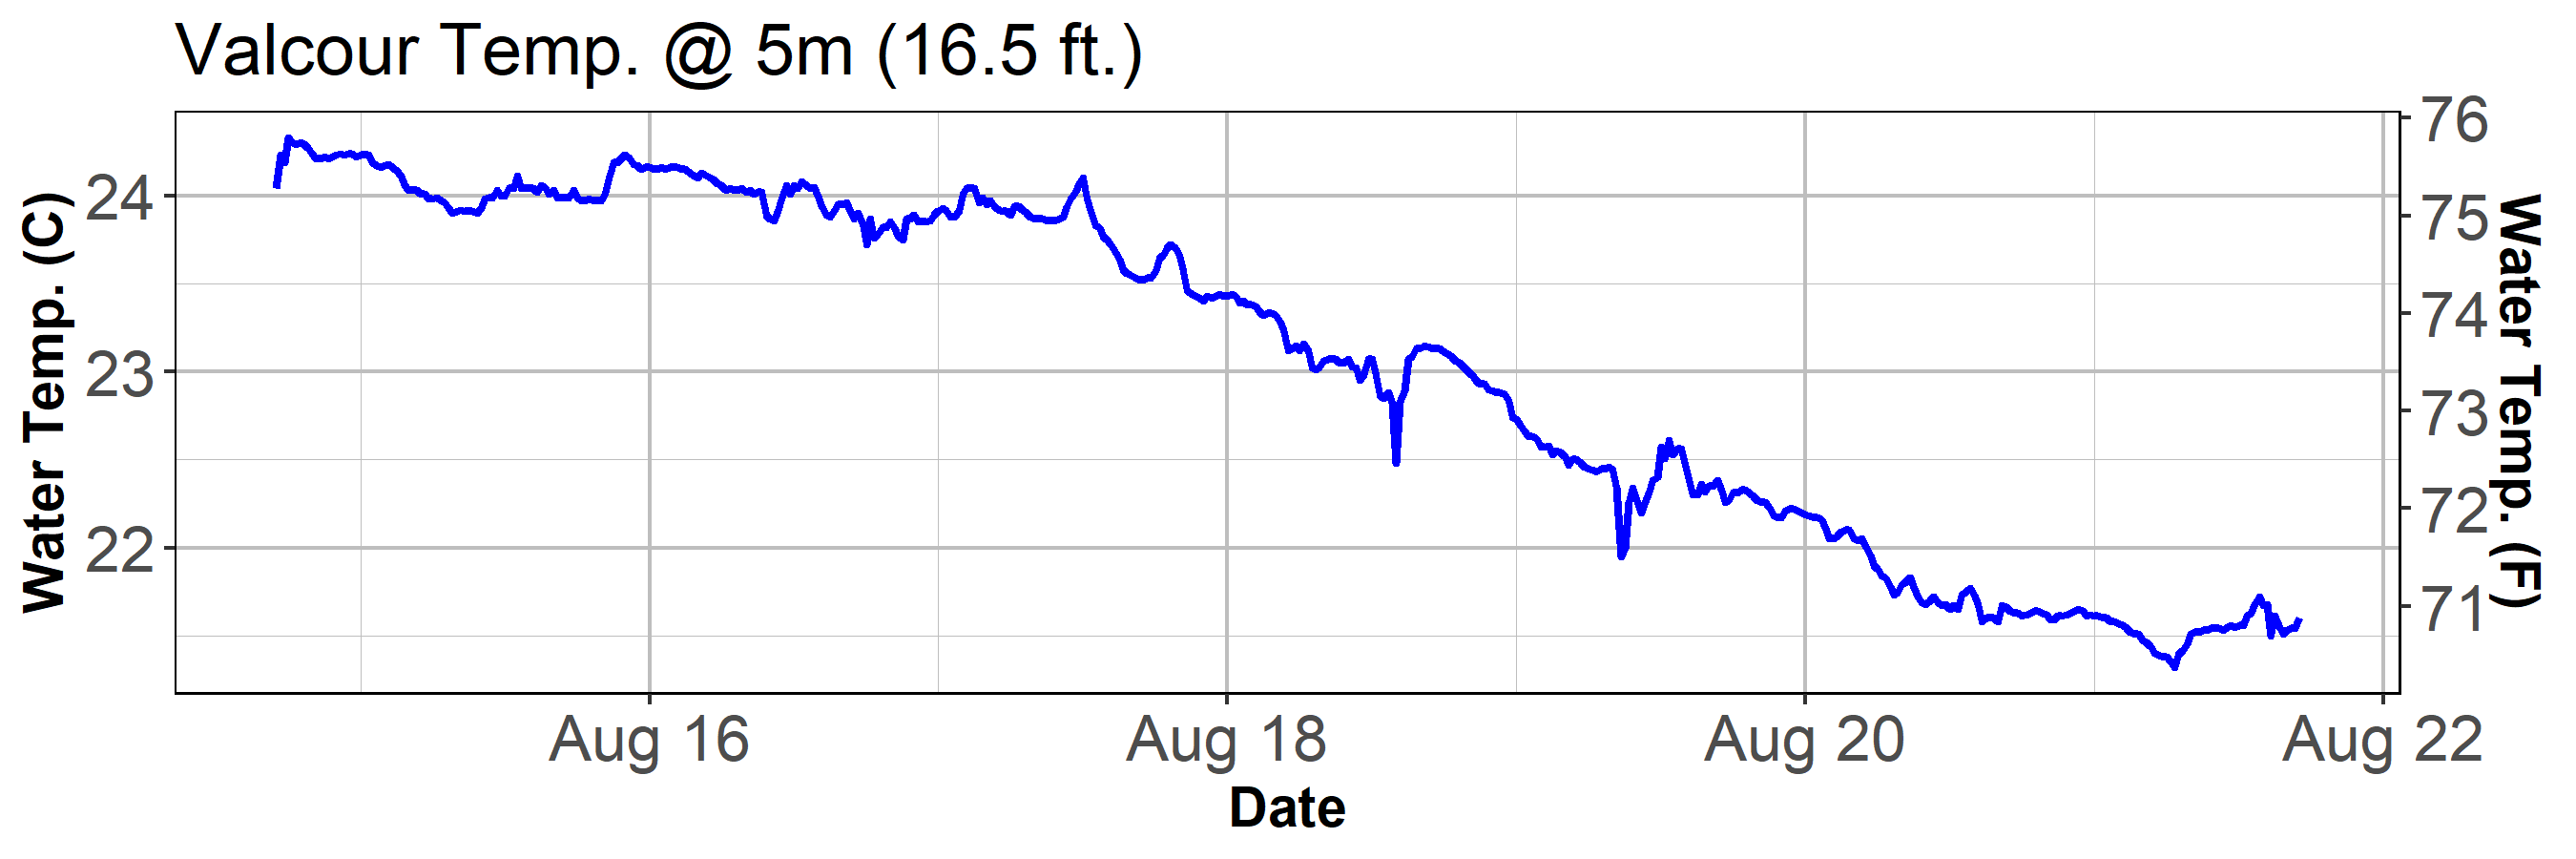 Valcour Temp. @ 5m (16.5 ft.)
Water Temp. (C)
24
23
22
76
75
74
73
72
71
Water Temp. (F)
Aug 16 Aug 18 Aug 20 Aug 22
Date